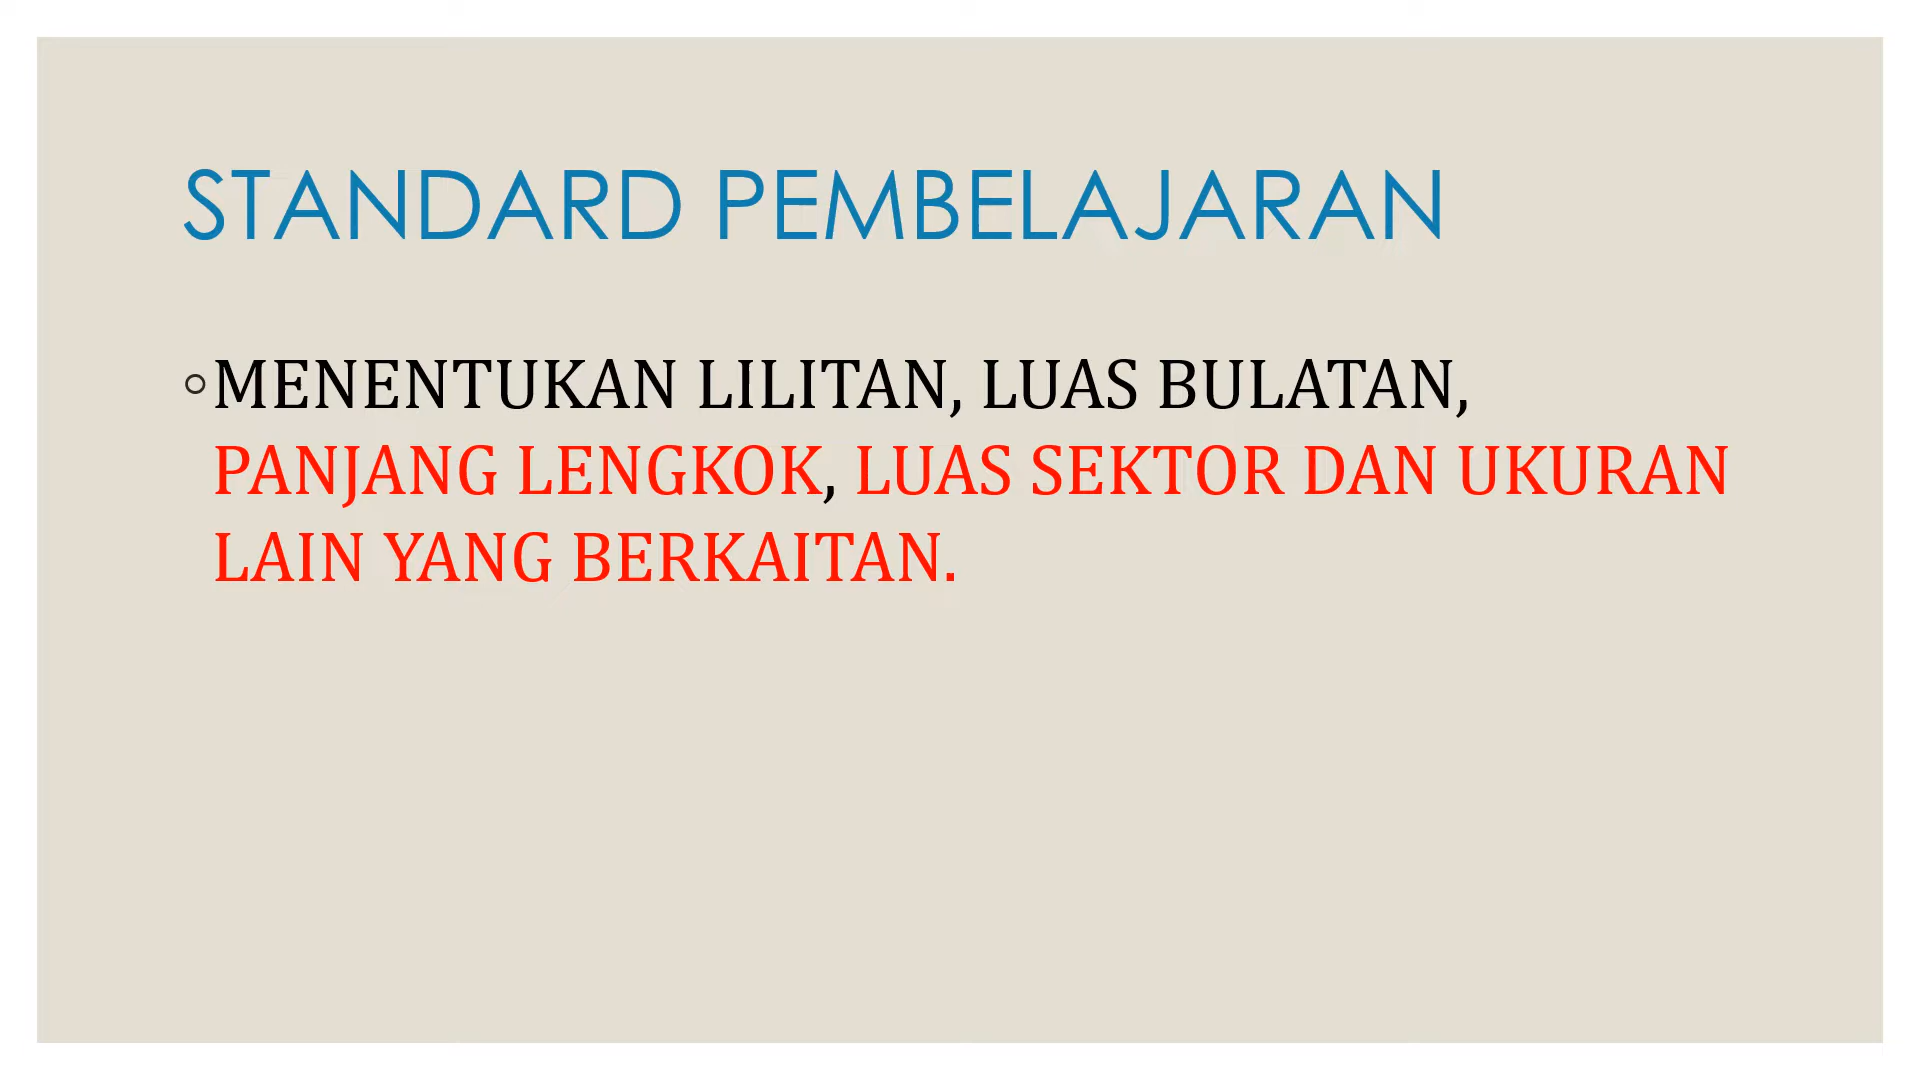 STANDARD PEMBELAJARAN
◦MENENTUKAN LILITAN, LUAS BULATAN,
PANJANG LENGKOK, LUAS SEKTOR DAN UKURAN
LAIN YANG BERKAITAN.